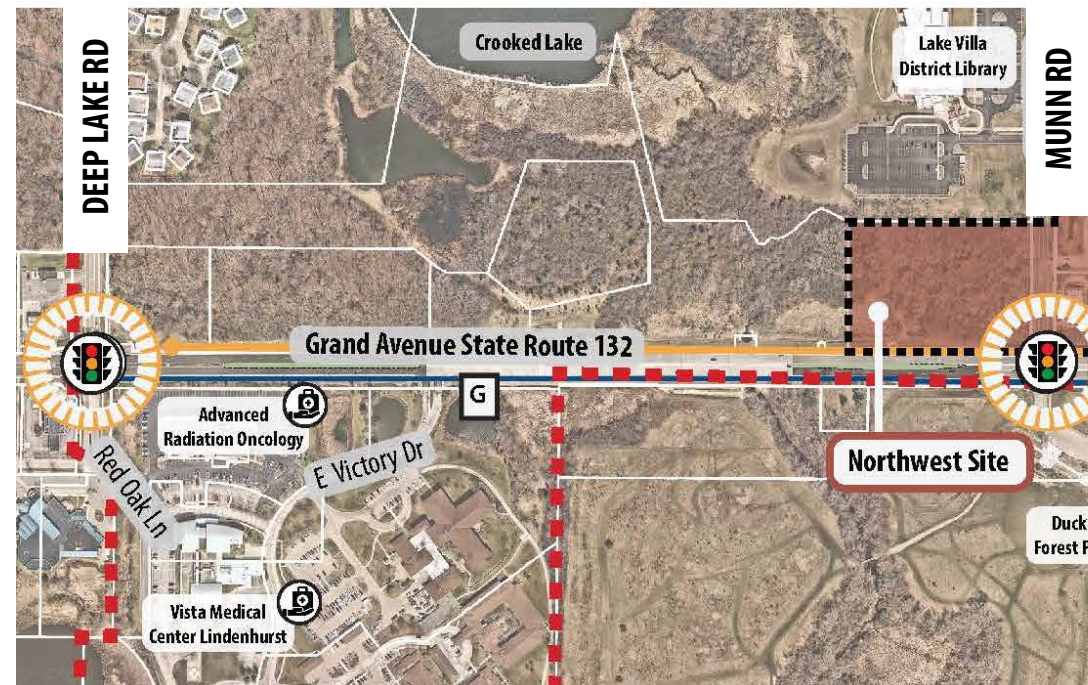 Crooked Lake
Lake Villa
District Library
DEEP LAKE RD
MUNN RD
Grand Avenue State Route 132
G
Advanced
Radiation Oncology
E Victory Dr
Red Oak Ln
Northwest Site
Duck
Forest
Vista Medical
Center Lindenhurst